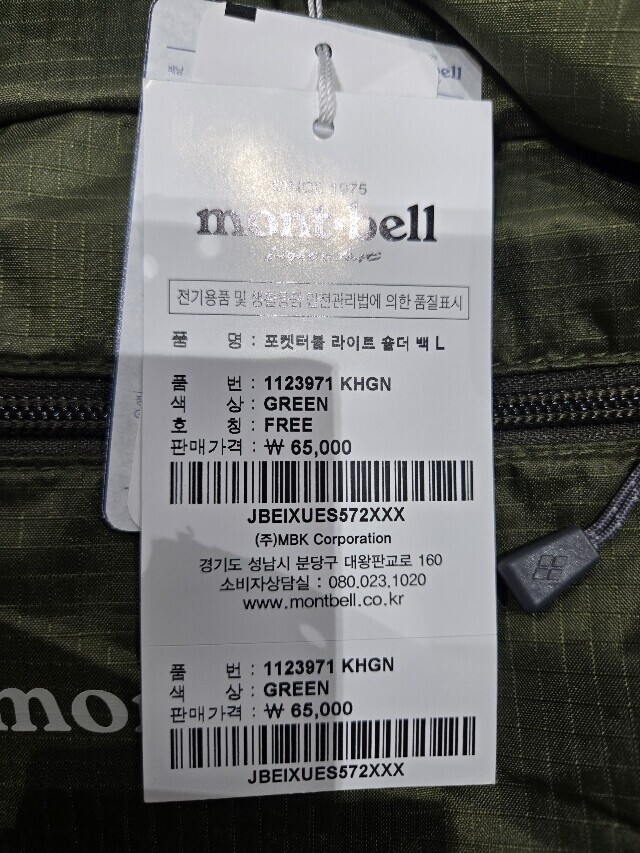 배낭
bell
SINCE 1975
mont-bell
전기용품 및 생활용품 안전관리법에 의한 품질표시
품 명 : 포켓터블 라이트 숄더 백 L
품 번 : 1123971 KHGN
색 상 : GREEN
호 칭 : FREE
판매가격 : ₩ 65,000
JBEIXUES572XXX
(주)MBK Corporation
경기도 성남시 분당구 대왕판교로 160
소비자상담실 : 080.023.1020
www.montbell.co.kr
품 번 : 1123971 KHGN
색 상 : GREEN
판매가격 : ₩ 65,000
JBEIXUES572XXX
mon